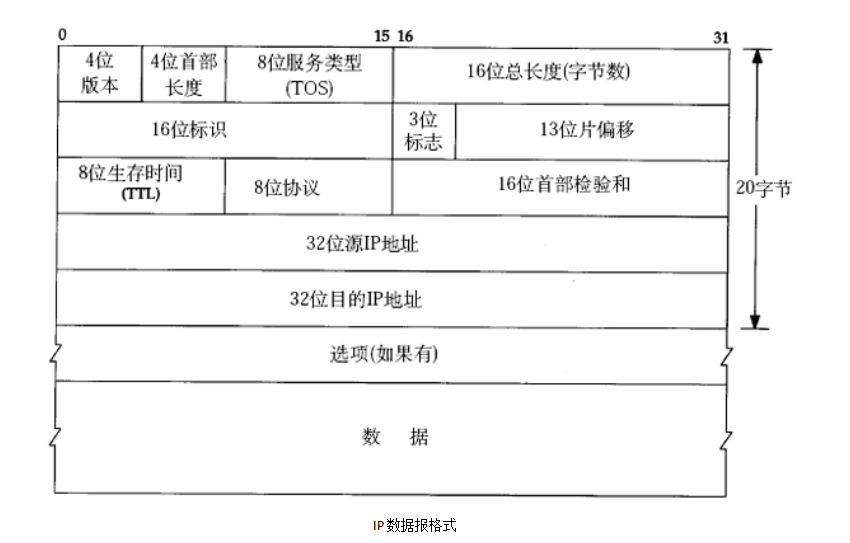 0 15 16 31
4位 4位首部 8位服务类型 16位总长度(字节数)
版本 长度 (TOS)
16位标识 3位 13位片偏移
标志
8位生存时间 8位协议 16位首部检验和 20字节
(TTL)
32位源IP地址
32位目的IP地址
选项(如果有)
数 据
IP数据报格式